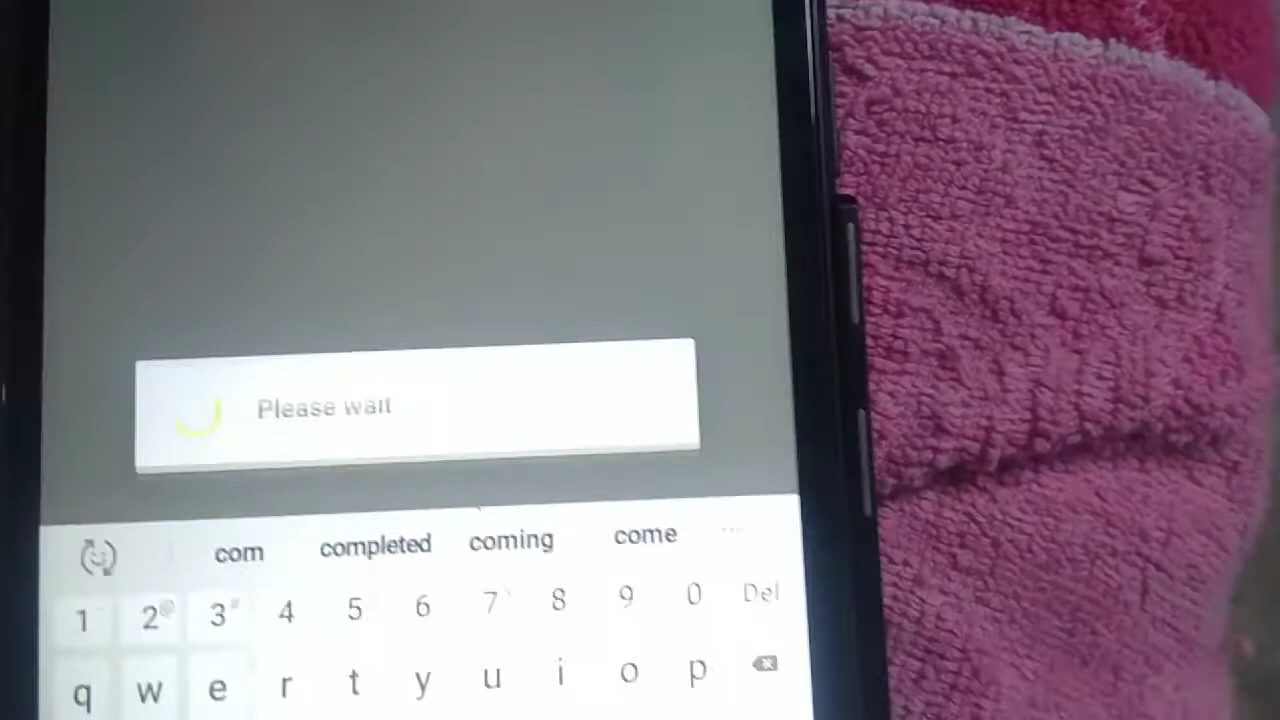 Please wait
com completed coming come ...
1 2@ 3# 4 5 6 7 8 9 0 Del
q w e r t y u i o p